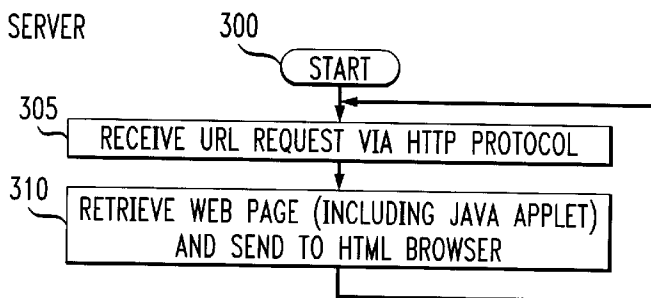 SERVER
300
START
305
RECEIVE URL REQUEST VIA HTTP PROTOCOL
310
RETRIEVE WEB PAGE (INCLUDING JAVA APPLET)
AND SEND TO HTML BROWSER